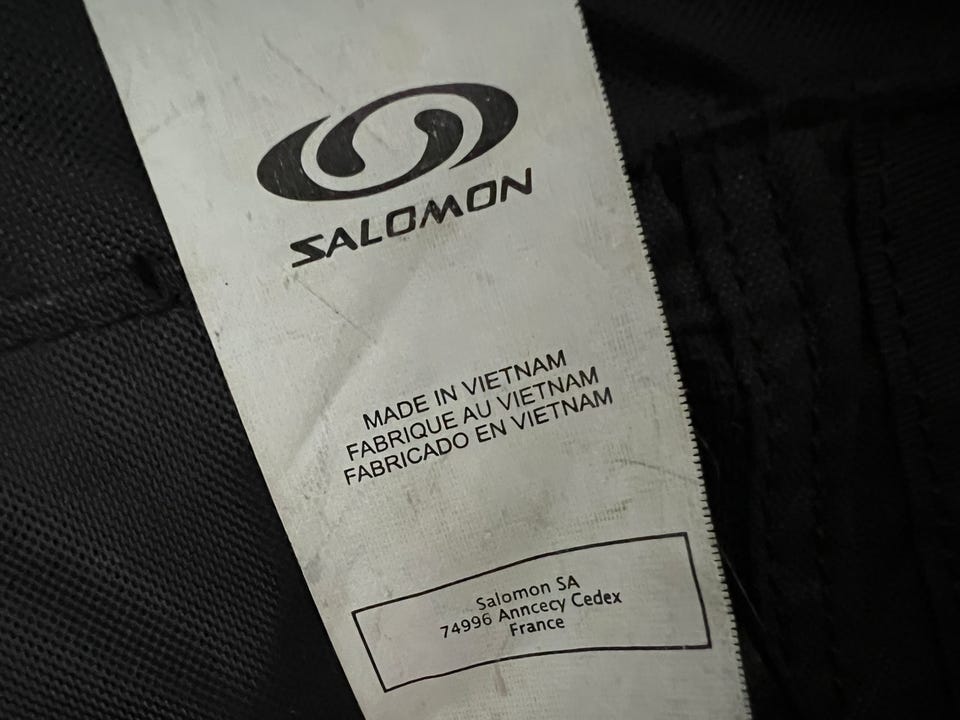 SALOMON
MADE IN VIETNAM
FABRIQUE AU VIETNAM
FABRICADO EN VIETNAM
Salomon SA
74996 Anncecy Cedex
France